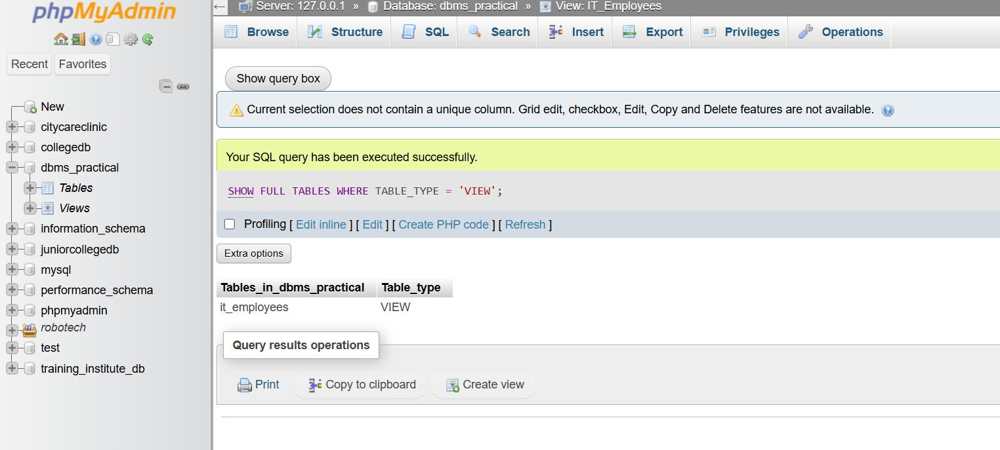 phpMyAdmin
Recent Favorites
New
citycareclinic
collegedb
dbms_practical
Tables
Views
information_schema
juniorcollegedb
mysql
performance_schema
phpmyadmin
robotech
test
training_institute_db
← Server: 127.0.0.1 » Database: dbms_practical » View: IT_Employees
Browse Structure SQL Search Insert Export Privileges Operations
Show query box
Current selection does not contain a unique column. Grid edit, checkbox, Edit, Copy and Delete features are not available.
Your SQL query has been executed successfully.
SHOW FULL TABLES WHERE TABLE_TYPE = 'VIEW';
Profiling [ Edit inline ] [ Edit ] [ Create PHP code ] [ Refresh ]
Extra options
Tables_in_dbms_practical Table_type
it_employees VIEW
Query results operations
Print Copy to clipboard Create view